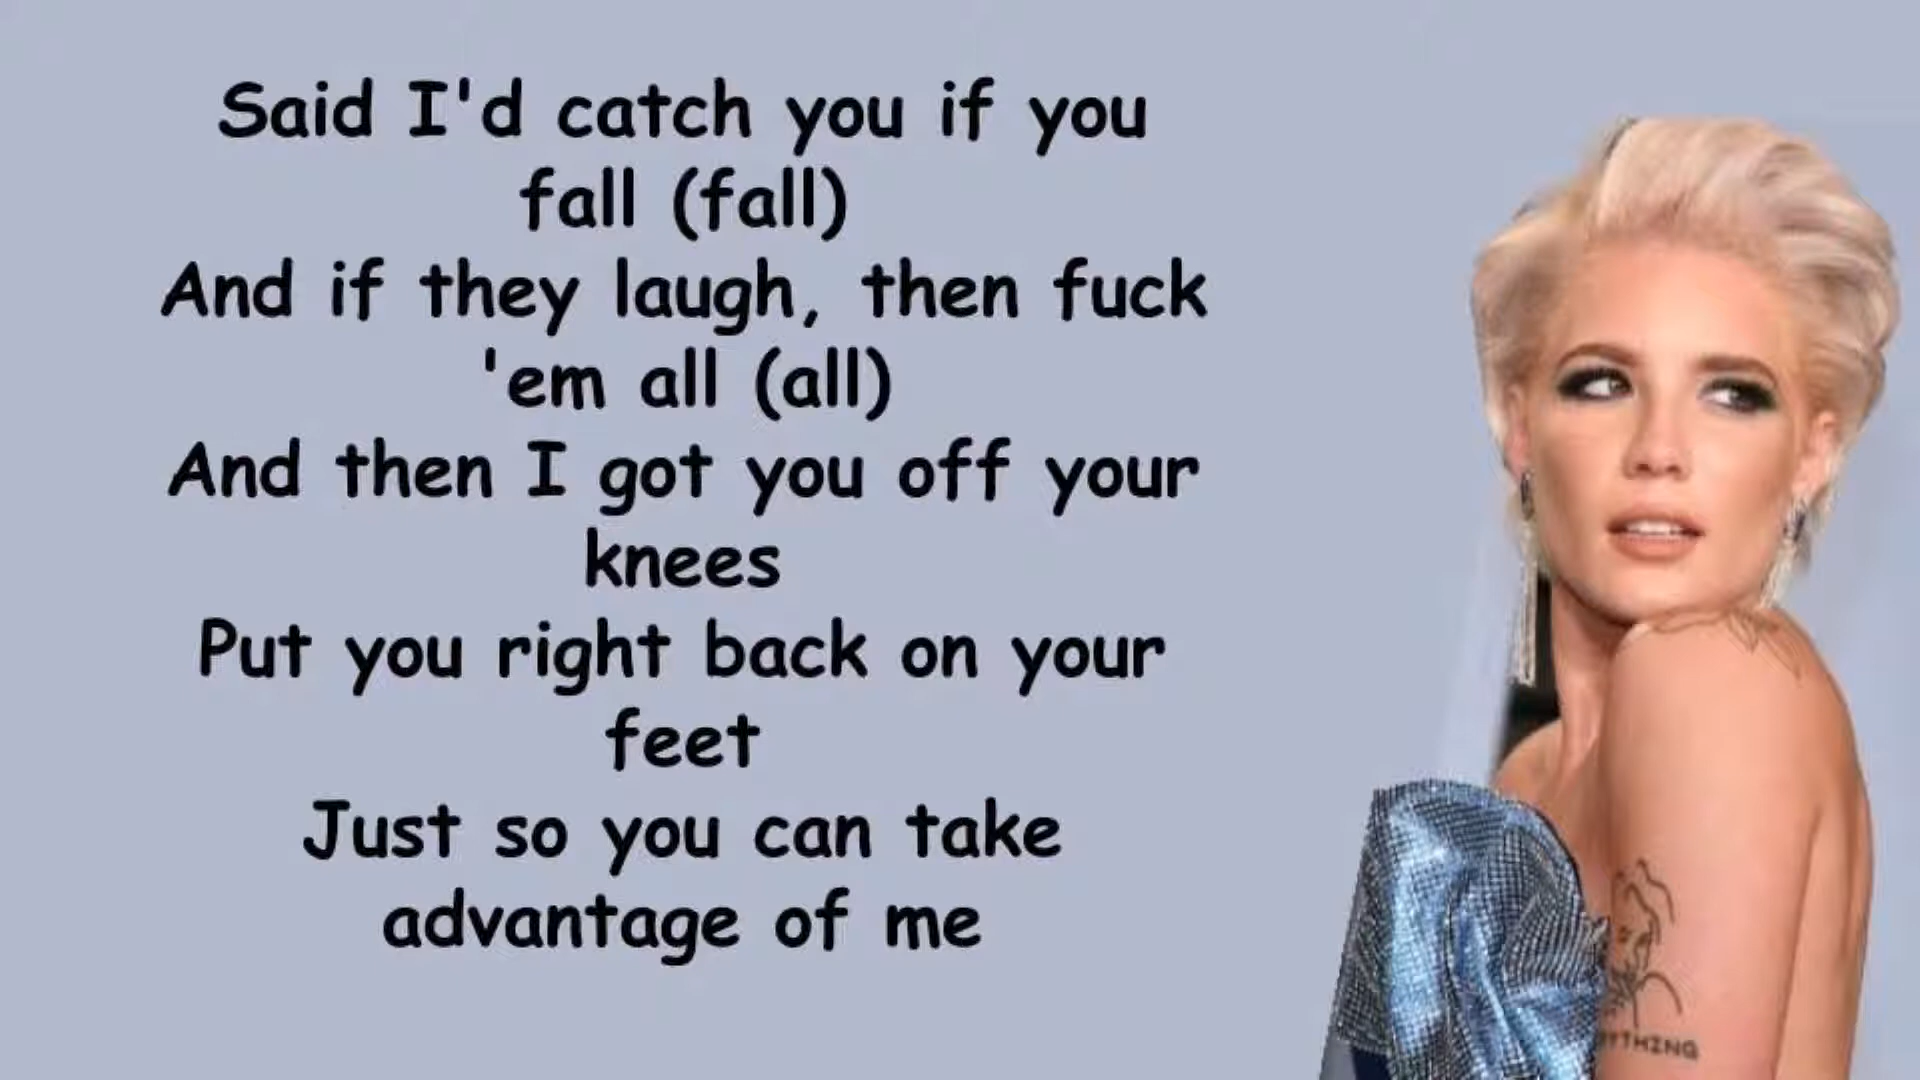 Said I'd catch you if you
fall (fall)
And if they laugh, then fuck
'em all (all)
And then I got you off your
knees
Put you right back on your
feet
Just so you can take
advantage of me
YTHING